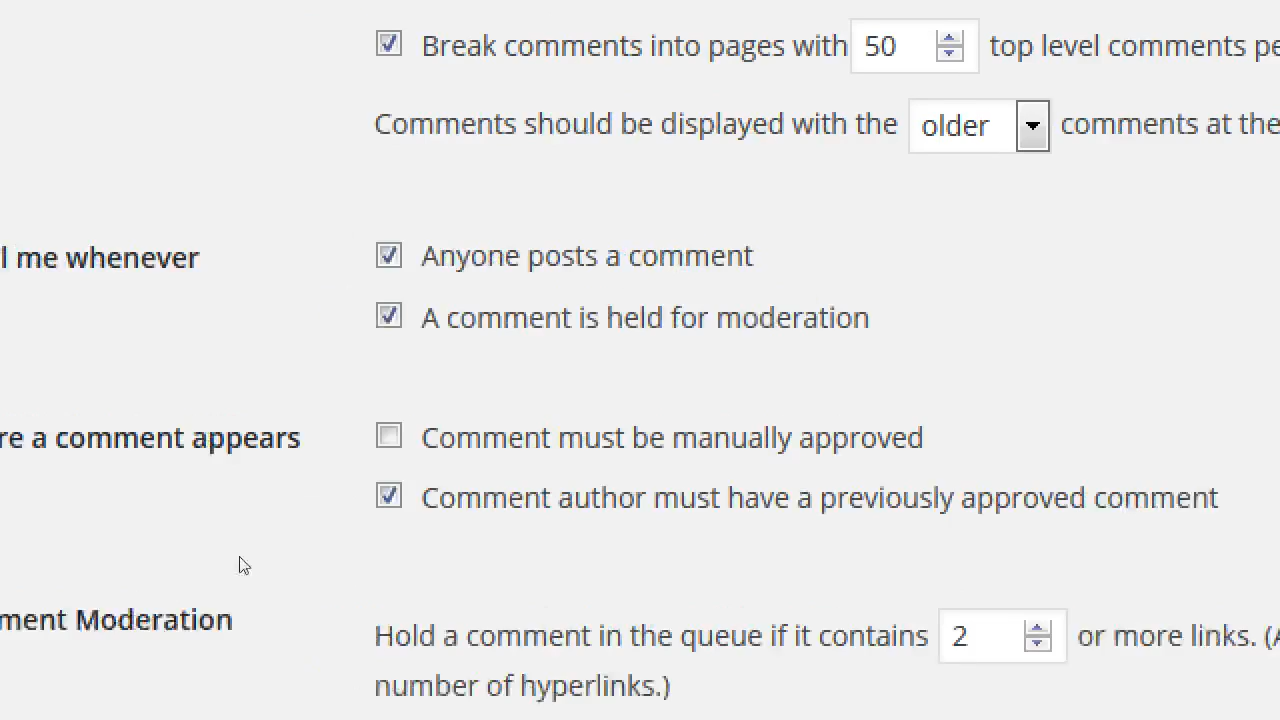 Break comments into pages with 50 top level comments pe
Comments should be displayed with the older comments at the
l me whenever Anyone posts a comment
A comment is held for moderation
re a comment appears Comment must be manually approved
Comment author must have a previously approved comment
ment Moderation Hold a comment in the queue if it contains 2 or more links. (A
number of hyperlinks.)